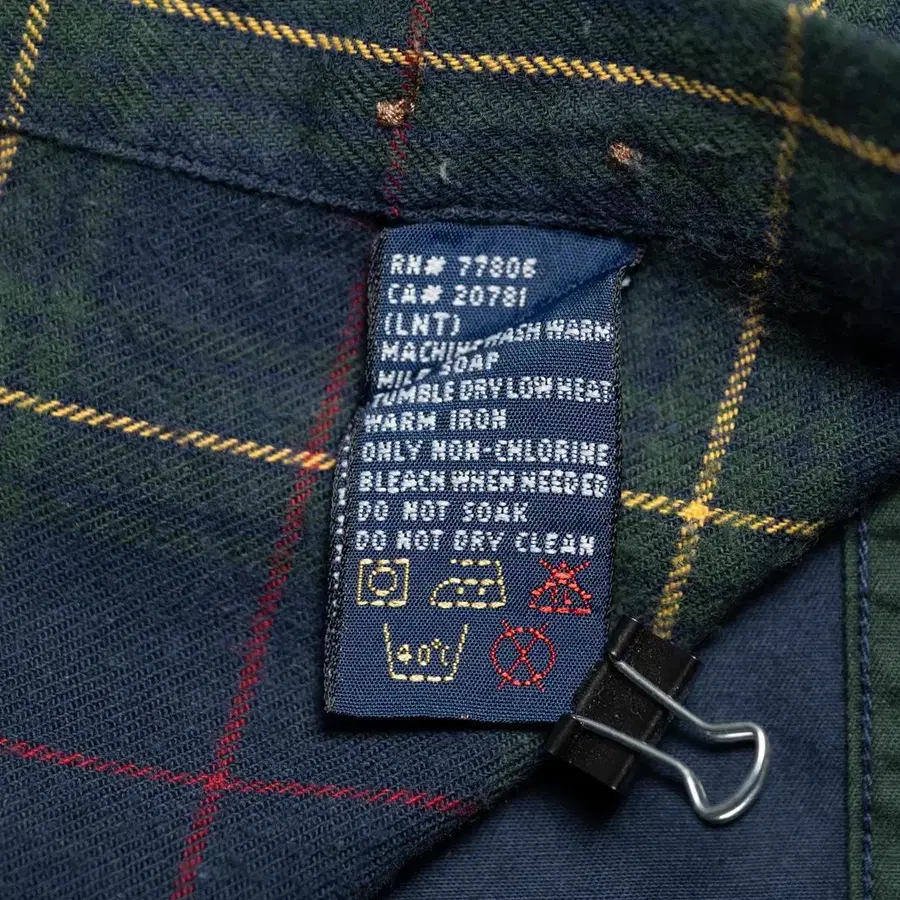 RN# 77806
CA# 20781
(LNT)
MACHINE WASH WARM
MILD SOAP
TUMBLE DRY LOW HEAT
WARM IRON
ONLY NON-CHLORINE
BLEACH WHEN NEEDED
DO NOT SOAK
DO NOT DRY CLEAN
40°C